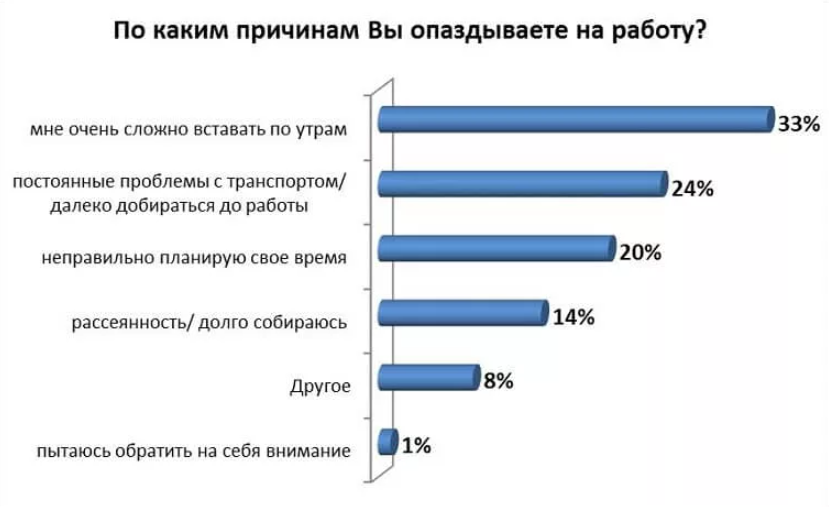 По каким причинам Вы опаздываете на работу?
мне очень сложно вставать по утрам
33%
постоянные проблемы с транспортом/
далеко добираться до работы
24%
неправильно планирую свое время
20%
рассеянность/ долго собираюсь
14%
Другое
8%
пытаюсь обратить на себя внимание
1%